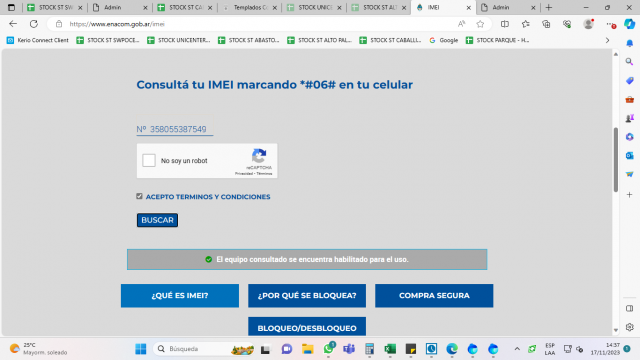 STOCK ST SW
Admin
STOCK ST CA
Templados C
STOCK UNIC
STOCK ST AL
IMEI
Admin
https://www.enacom.gob.ar/imei
Kerio Connect Client
STOCK ST SWPOCE...
STOCK UNICENTER...
STOCK ST ABASTO...
STOCK ST ALTO PAL...
STOCK ST CABALLI...
Google
STOCK PARQUE - H...
Consultá tu IMEI marcando *#06# en tu celular
Nº 358055387549
No soy un robot
reCAPTCHA
Privacidad - Términos
ACEPTO TERMINOS Y CONDICIONES
BUSCAR
El equipo consultado se encuentra habilitado para el uso.
¿QUÉ ES IMEI?
¿POR QUÉ SE BLOQUEA?
COMPRA SEGURA
BLOQUEO/DESBLOQUEO
25°C
Mayorm. soleado
Búsqueda
ESP
LAA
14:37
17/11/2023